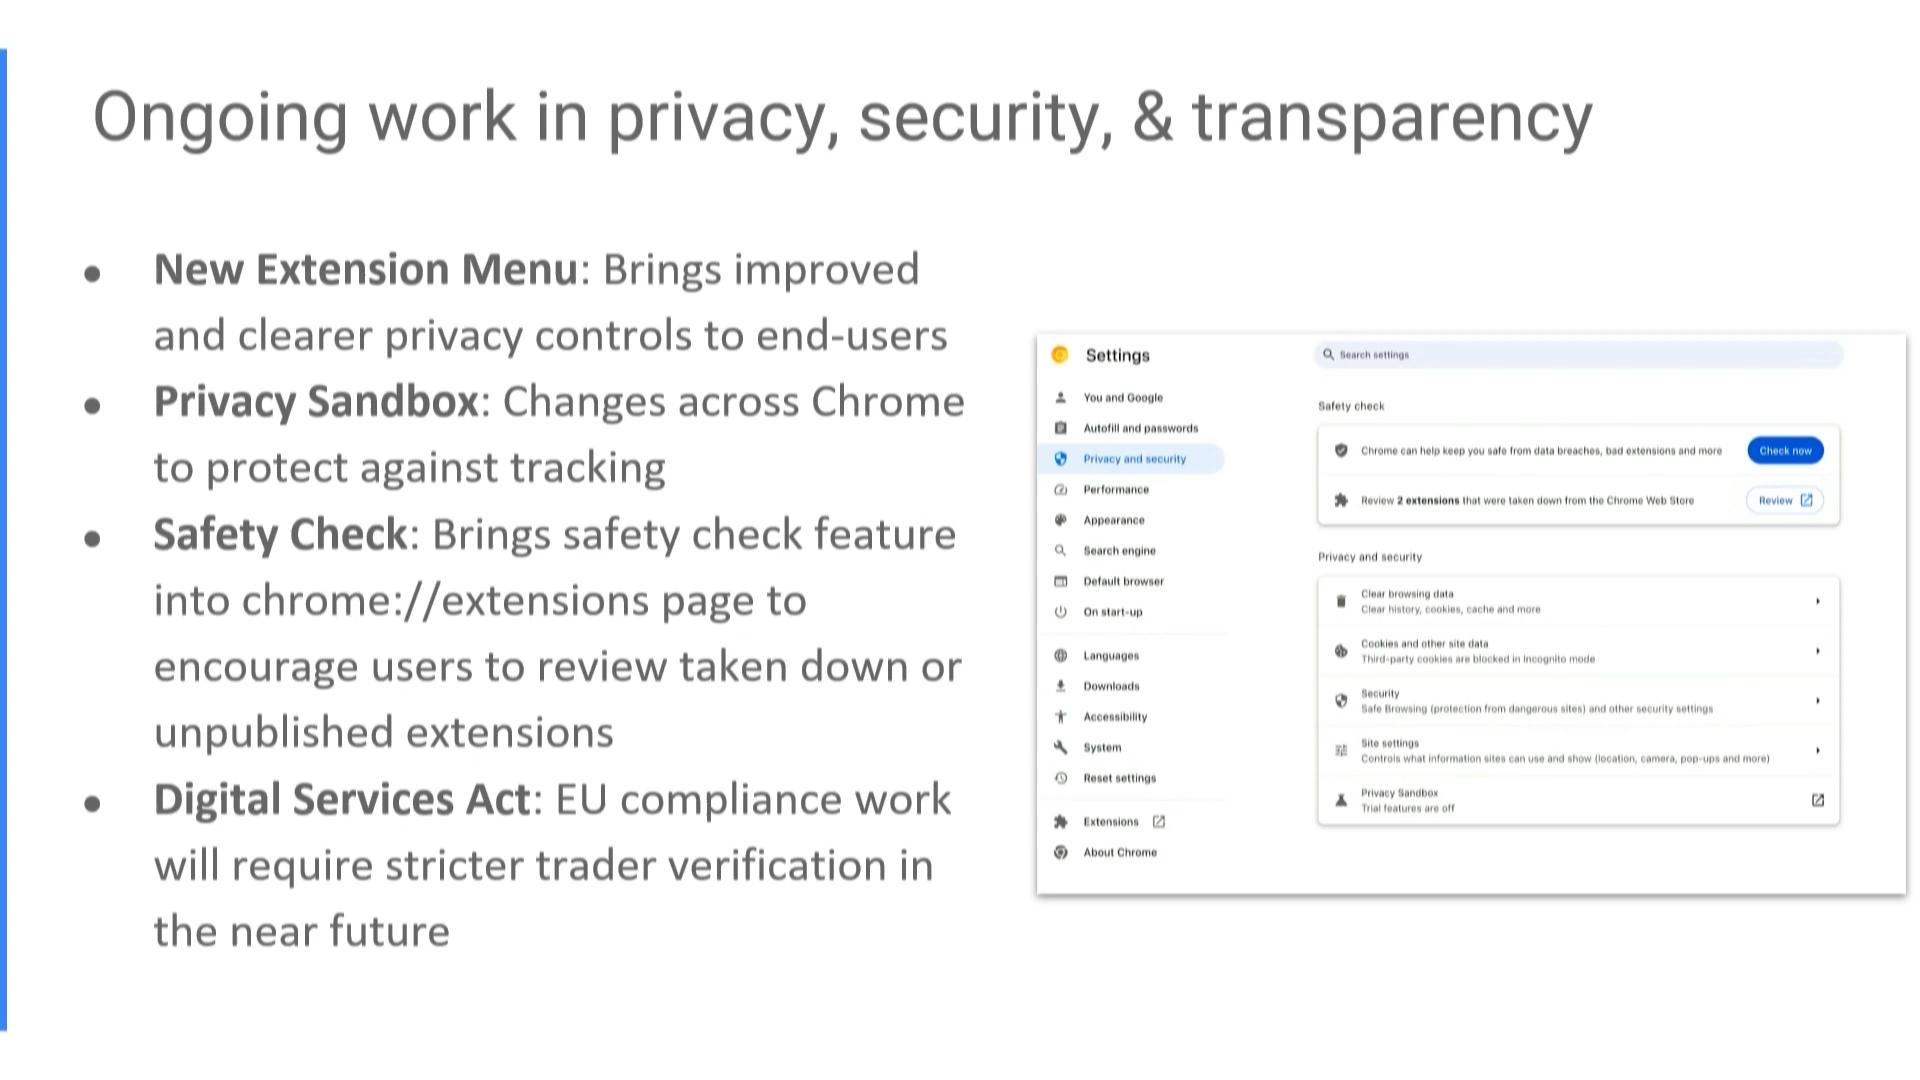 Ongoing work in privacy, security, & transparency
● New Extension Menu: Brings improved
and clearer privacy controls to end-users
● Privacy Sandbox: Changes across Chrome
to protect against tracking
● Safety Check: Brings safety check feature
into chrome://extensions page to
encourage users to review taken down or
unpublished extensions
● Digital Services Act: EU compliance work
will require stricter trader verification in
the near future
Settings
You and Google
Autofill and passwords
Privacy and security
Performance
Appearance
Search engine
Default browser
On start-up
Languages
Downloads
Accessibility
System
Reset settings
Extensions
About Chrome
Search settings
Safety check
Chrome can help keep you safe from data breaches, bad extensions and more
Check now
Review 2 extensions that were taken down from the Chrome Web Store
Review
Privacy and security
Clear browsing data
Clear history, cookies, cache and more
Cookies and other site data
Third-party cookies are blocked in Incognito mode
Security
Safe Browsing (protection from dangerous sites) and other security settings
Site settings
Controls what information sites can use and show (location, camera, pop-ups and more)
Privacy Sandbox
Trial features are off